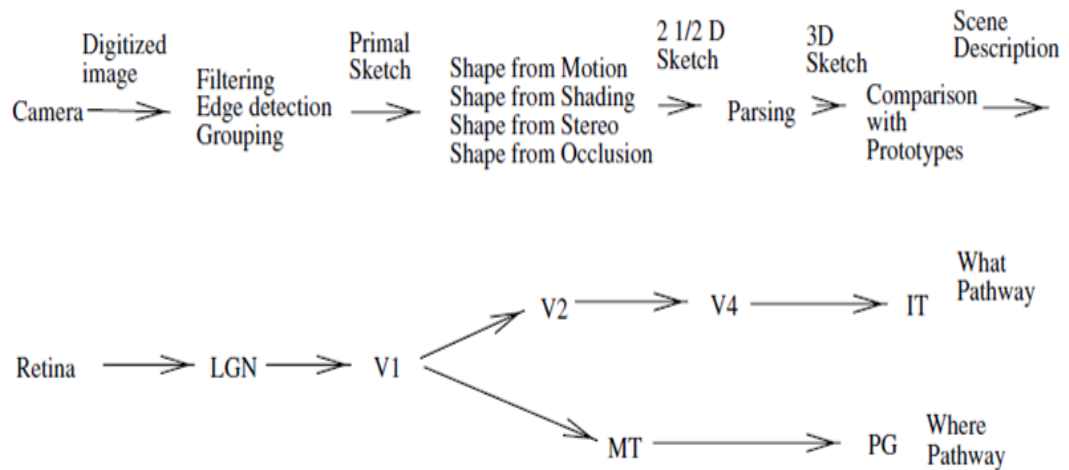 Camera
Digitized
image
Filtering
Edge detection
Grouping
Primal
Sketch
Shape from Motion
Shape from Shading
Shape from Stereo
Shape from Occlusion
2 1/2 D
Sketch
Parsing
3D
Sketch
Comparison
with
Prototypes
Scene
Description
Retina
LGN
V1
V2
V4
IT
What
Pathway
MT
PG
Where
Pathway